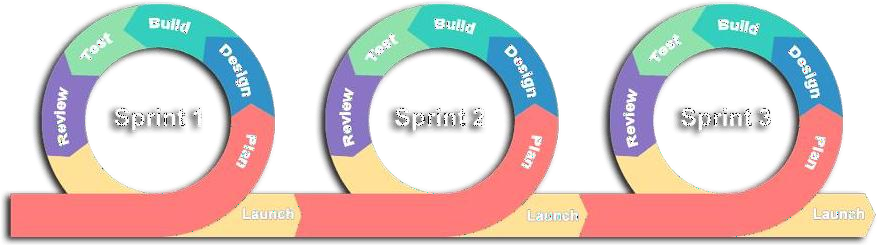 Sprint 1
Plan
Design
Build
Test
Review
Launch
Sprint 2
Plan
Design
Build
Test
Review
Launch
Sprint 3
Plan
Design
Build
Test
Review
Launch